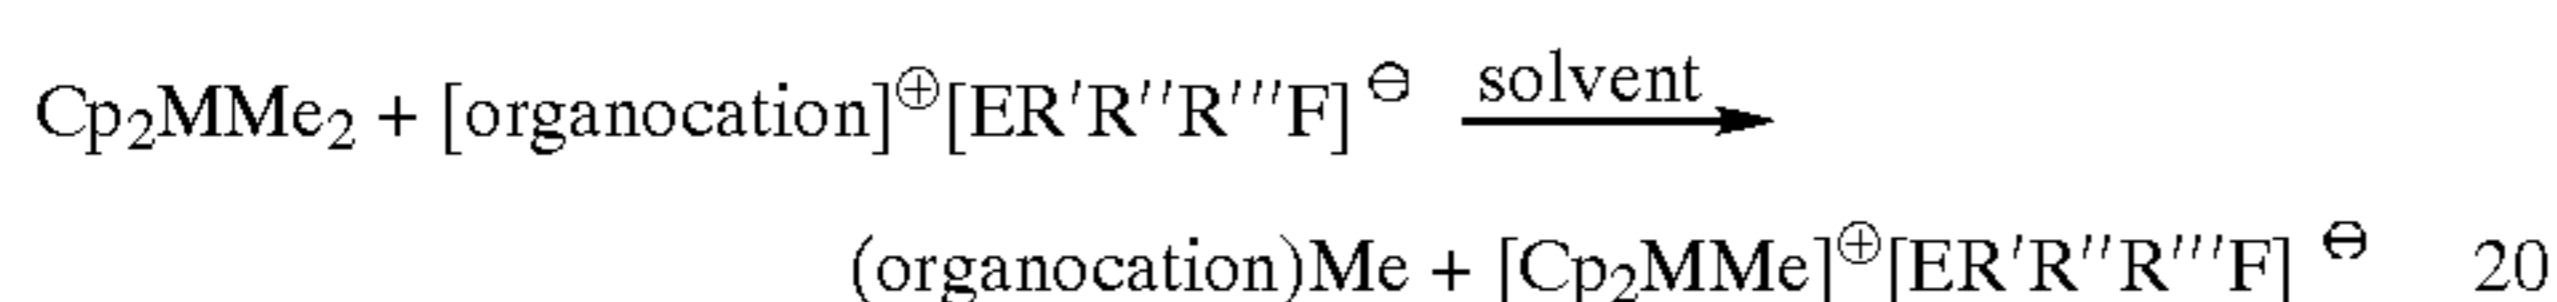 Cp₂MMe₂ + [organocation]⊕[ER′R″R‴F]⊖ solvent ⟶
(organocation)Me + [Cp₂MMe]⊕[ER′R″R‴F]⊖ 20